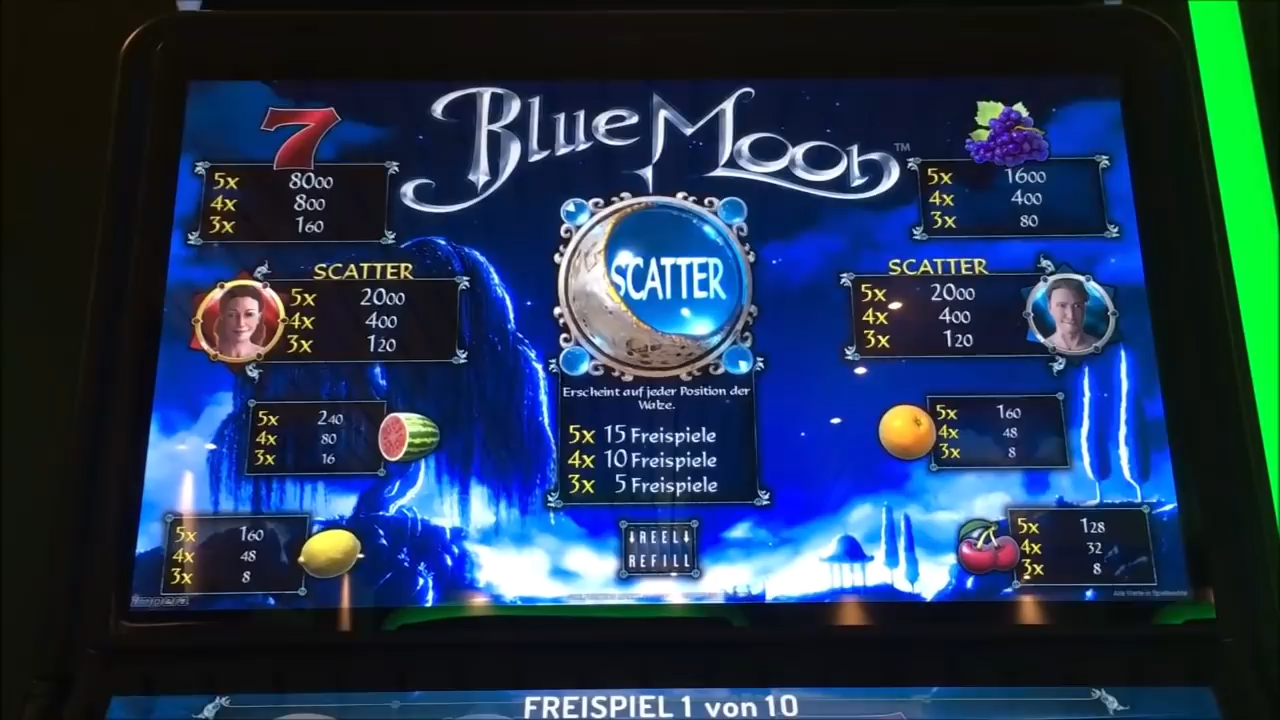 Blue Moon™
5x 8000
4x 800
3x 160
5x 1600
4x 400
3x 80
SCATTER
5x 2000
4x 400
3x 120
SCATTER
SCATTER
5x 2000
4x 400
3x 120
Erscheint auf jeder Position der
Walze.
5x 15 Freispiele
4x 10 Freispiele
3x 5 Freispiele
5x 240
4x 80
3x 16
5x 160
4x 48
3x 8
5x 160
4x 48
3x 8
REEL
REFILL
5x 128
4x 32
3x 8
impera
FREISPIEL 1 von 10